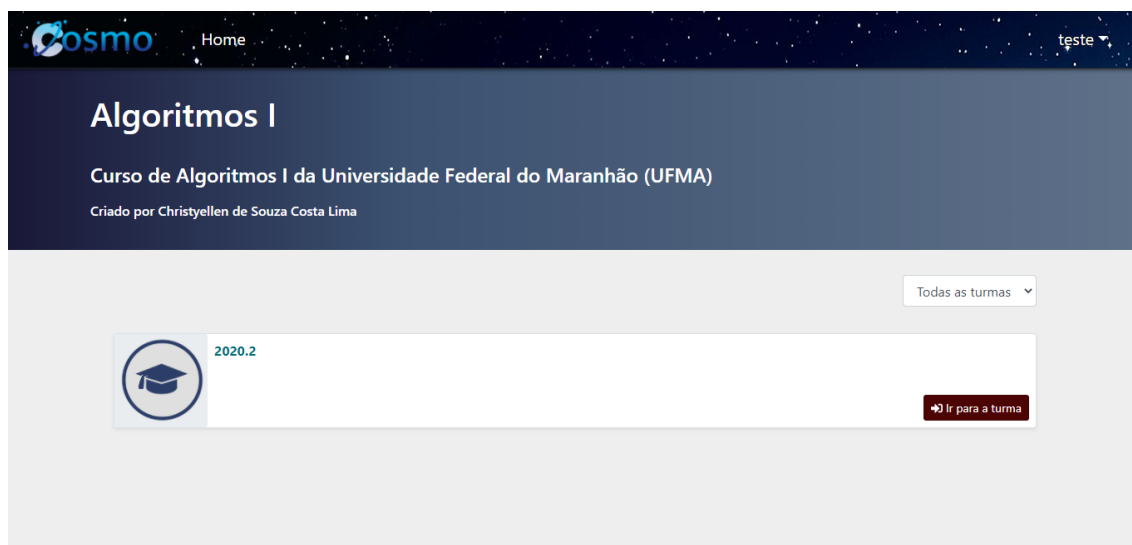 Cosmo Home teste
Algoritmos I
Curso de Algoritmos I da Universidade Federal do Maranhão (UFMA)
Criado por Christyellen de Souza Costa Lima
Todas as turmas
2020.2
Ir para a turma